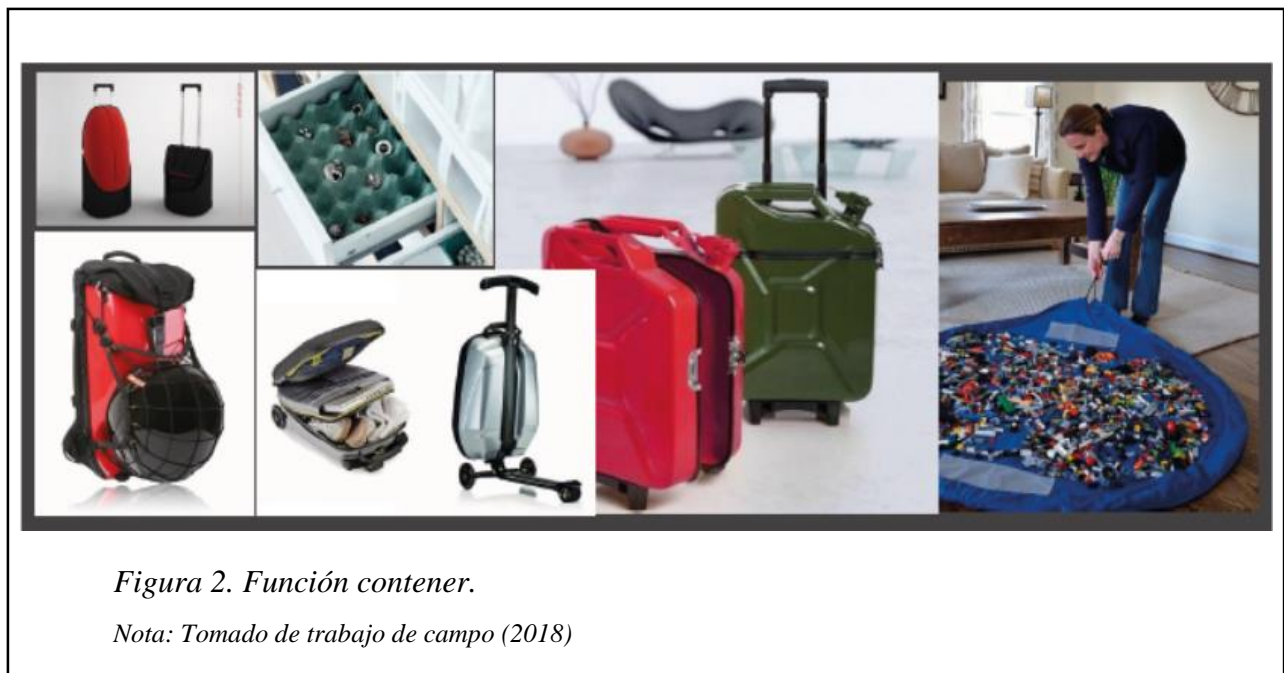 Figura 2. Función contener.
Nota: Tomado de trabajo de campo (2018)